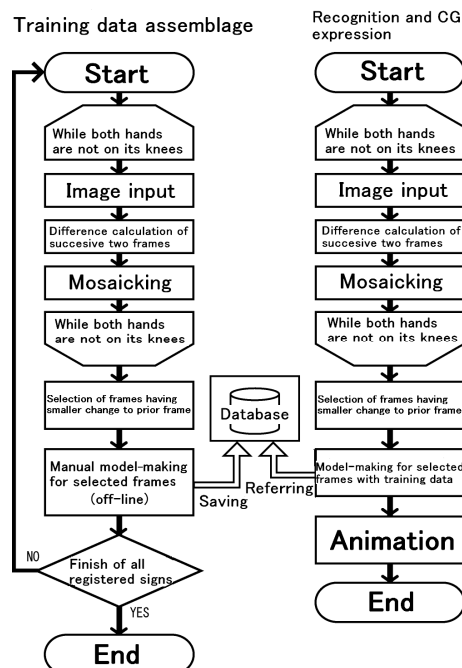 Training data assemblage
Start
While both hands
are not on its knees
Image input
Difference calculation of
succesive two frames
Mosaicking
While both hands
are not on its knees
Selection of frames having
smaller change to prior frame
Manual model-making
for selected frames
(off-line)
Saving
NO
Finish of all
registered signs
YES
End
Database
Referring
Recognition and CG
expression
Start
While both hands
are not on its knees
Image input
Difference calculation of
succesive two frames
Mosaicking
While both hands
are not on its knees
Selection of frames having
smaller change to prior frame
Model-making for selected
frames with training data
Animation
End